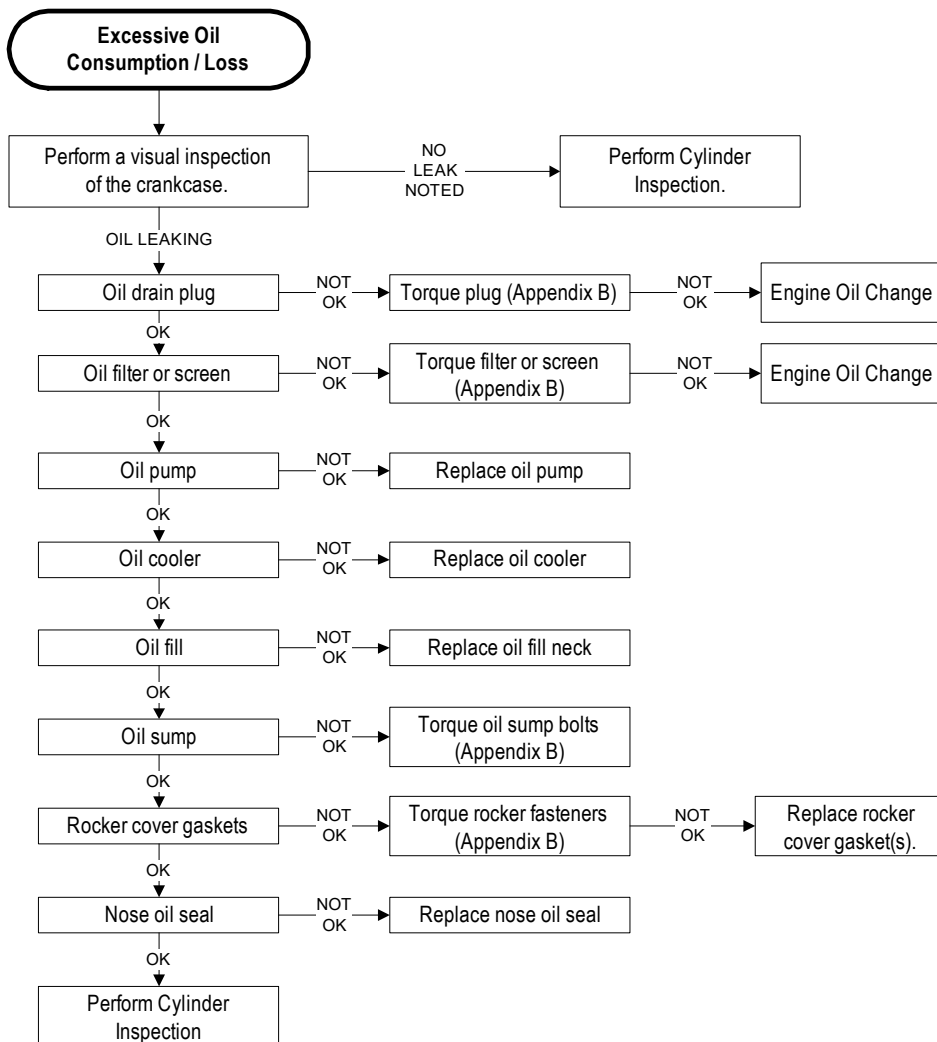 Excessive Oil
Consumption / Loss
Perform a visual inspection
of the crankcase.
NO
LEAK
NOTED
Perform Cylinder
Inspection.
OIL LEAKING
Oil drain plug
NOT
OK
Torque plug (Appendix B)
NOT
OK
Engine Oil Change
OK
Oil filter or screen
NOT
OK
Torque filter or screen
(Appendix B)
NOT
OK
Engine Oil Change
OK
Oil pump
NOT
OK
Replace oil pump
OK
Oil cooler
NOT
OK
Replace oil cooler
OK
Oil fill
NOT
OK
Replace oil fill neck
OK
Oil sump
NOT
OK
Torque oil sump bolts
(Appendix B)
OK
Rocker cover gaskets
NOT
OK
Torque rocker fasteners
(Appendix B)
NOT
OK
Replace rocker
cover gasket(s).
OK
Nose oil seal
NOT
OK
Replace nose oil seal
OK
Perform Cylinder
Inspection